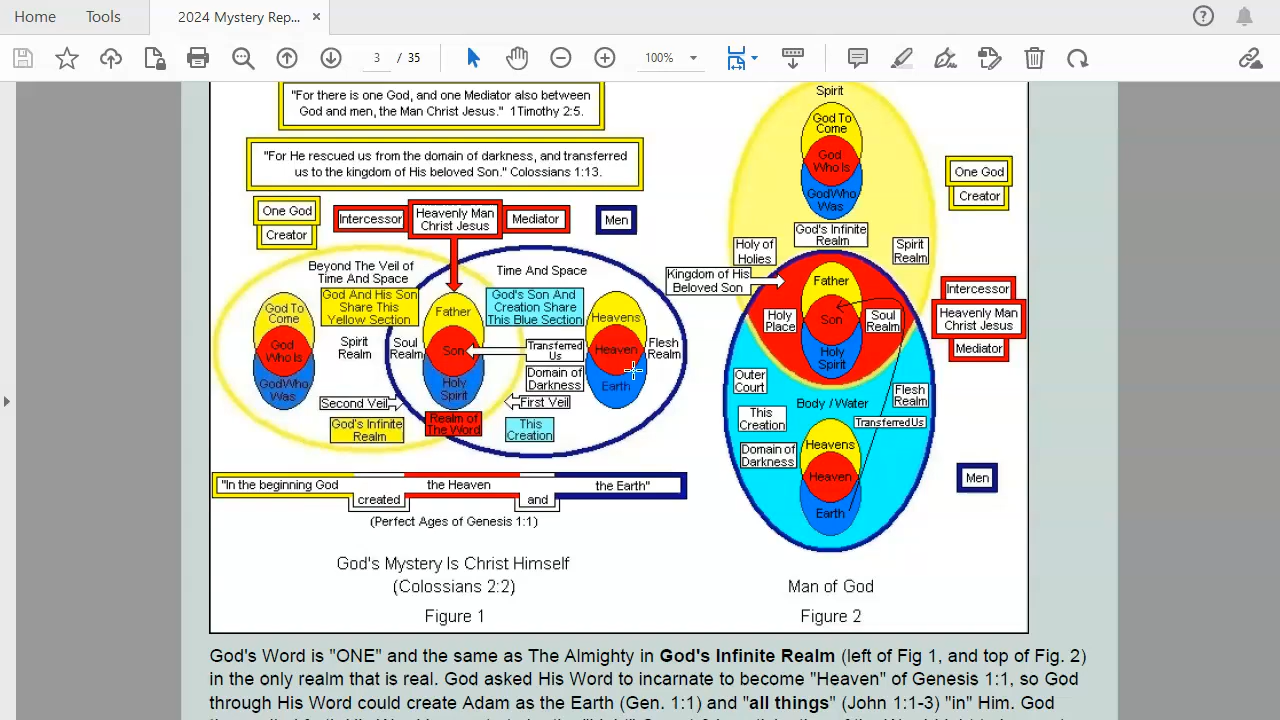 Home
Tools
2024 Mystery Rep...
3 / 35
100%
"For there is one God, and one Mediator also between
God and men, the Man Christ Jesus." 1Timothy 2:5.
"For He rescued us from the domain of darkness, and transferred
us to the kingdom of His beloved Son." Colossians 1:13.
One God
Creator
Intercessor
Heavenly Man
Christ Jesus
Mediator
Men
Beyond The Veil of
Time And Space
Time And Space
God And His Son
Share This
Yellow Section
God's Son And
Creation Share
This Blue Section
God To
Come
God
Who Is
God Who
Was
Spirit
Realm
Soul
Realm
Father
Son
Holy
Spirit
Transferred
Us
Domain of
Darkness
Heavens
Heaven
Earth
Flesh
Realm
Second Veil
First Veil
God's Infinite
Realm
Realm of
The Word
This
Creation
"In the beginning God
created
the Heaven
and
the Earth"
(Perfect Ages of Genesis 1:1)
God's Mystery Is Christ Himself
(Colossians 2:2)
Figure 1
Spirit
God To
Come
God
Who Is
God Who
Was
God's Infinite
Realm
One God
Creator
Holy of
Holies
Spirit
Realm
Kingdom of His
Beloved Son
Father
Son
Holy
Spirit
Holy
Place
Soul
Realm
Intercessor
Heavenly Man
Christ Jesus
Mediator
Outer
Court
Body / Water
Flesh
Realm
This
Creation
Transferred Us
Domain of
Darkness
Heavens
Heaven
Earth
Men
Man of God
Figure 2
God's Word is "ONE" and the same as The Almighty in God's Infinite Realm (left of Fig 1, and top of Fig. 2)
in the only realm that is real. God asked His Word to incarnate to become "Heaven" of Genesis 1:1, so God
through His Word could create Adam as the Earth (Gen. 1:1) and "all things" (John 1:1-3) "in" Him. God